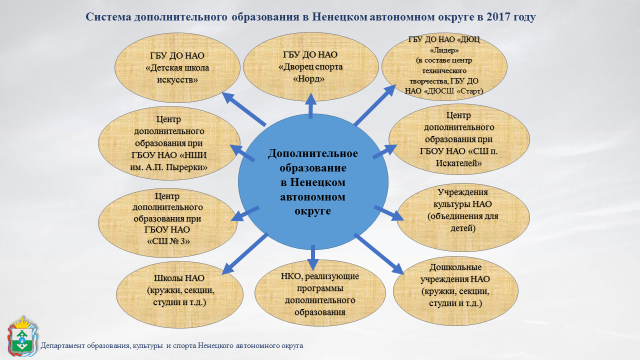 Система дополнительного образования в Ненецком автономном округе в 2017 году
ГБУ ДО НАО
«Детская школа
искусств»
ГБУ ДО НАО
«Дворец спорта
«Норд»
ГБУ ДО НАО «ДЮЦ
«Лидер»
(в составе центр
технического
творчества, ГБУ ДО
НАО «ДЮСШ «Старт)
Центр
дополнительного
образования при
ГБОУ НАО «НШИ
им. А.П. Пырерки»
Центр
дополнительного
образования при
ГБОУ НАО «СШ п.
Искателей»
Дополнительное
образование
в Ненецком
автономном
округе
Центр
дополнительного
образования при
ГБОУ НАО
«СШ № 3»
Учреждения
культуры НАО
(объединения для
детей)
Школы НАО
(кружки, секции,
студии и т.д.)
НКО, реализующие
программы
дополнительного
образования
Дошкольные
учреждения НАО
(кружки, секции,
студии и т.д.)
Департамент образования, культуры и спорта Ненецкого автономного округа